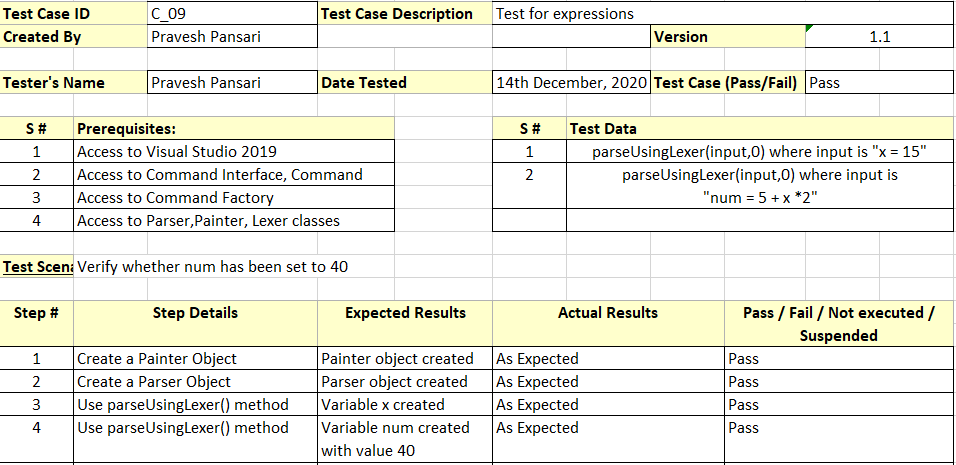 Test Case ID C_09 Test Case Description Test for expressions
Created By Pravesh Pansari Version 1.1
Tester's Name Pravesh Pansari Date Tested 14th December, 2020 Test Case (Pass/Fail) Pass
S # Prerequisites: S # Test Data
1 Access to Visual Studio 2019 1 parseUsingLexer(input,0) where input is "x = 15"
2 Access to Command Interface, Command 2 parseUsingLexer(input,0) where input is
3 Access to Command Factory "num = 5 + x *2"
4 Access to Parser,Painter, Lexer classes
Test Scena Verify whether num has been set to 40
Step # Step Details Expected Results Actual Results Pass / Fail / Not executed /
Suspended
1 Create a Painter Object Painter object created As Expected Pass
2 Create a Parser Object Parser object created As Expected Pass
3 Use parseUsingLexer() method Variable x created As Expected Pass
4 Use parseUsingLexer() method Variable num created As Expected Pass
with value 40